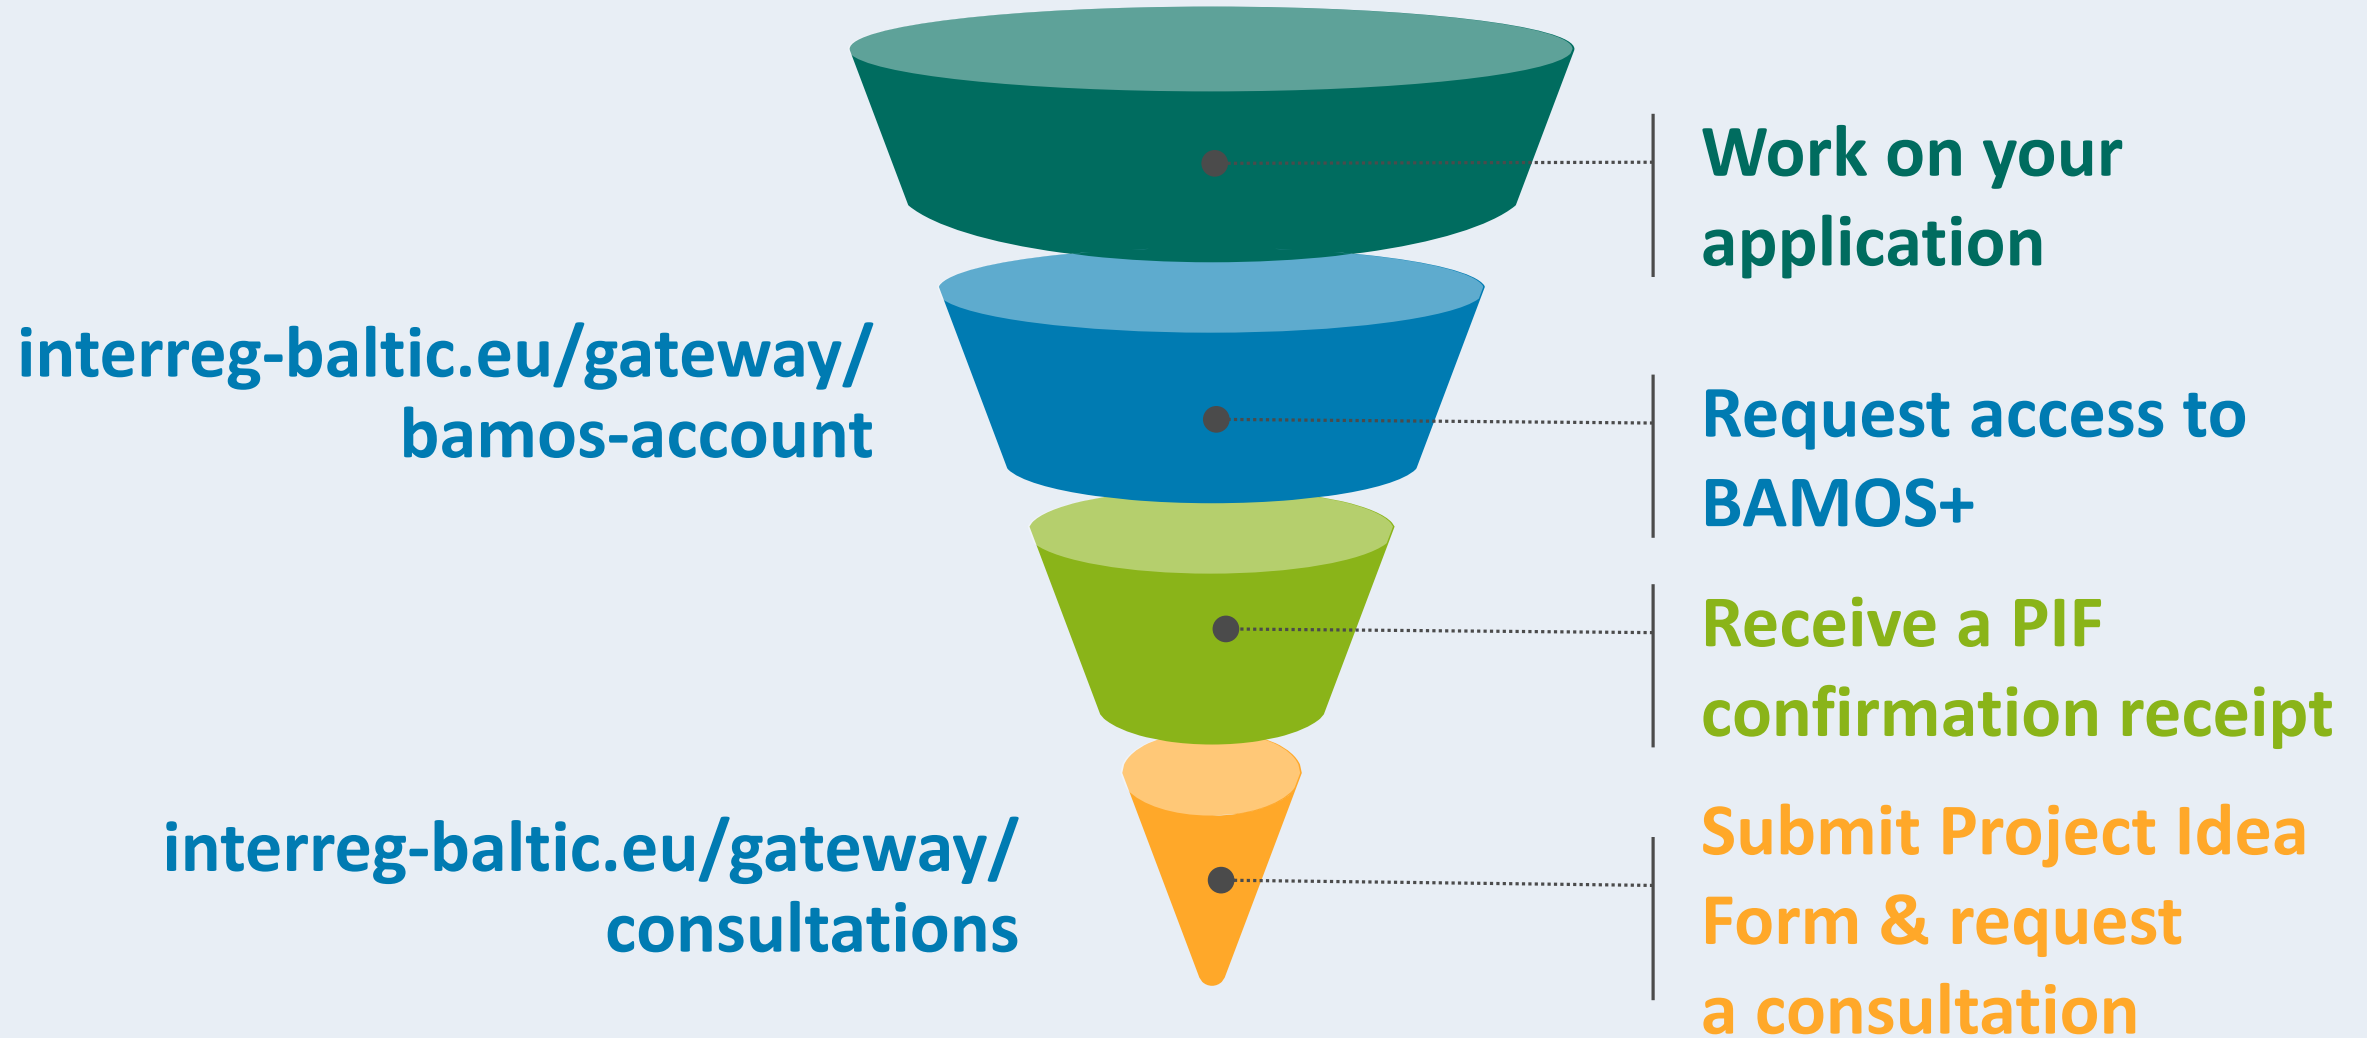 Work on your
application
interreg-baltic.eu/gateway/
bamos-account
Request access to
BAMOS+
Receive a PIF
confirmation receipt
interreg-baltic.eu/gateway/
consultations
Submit Project Idea
Form & request
a consultation